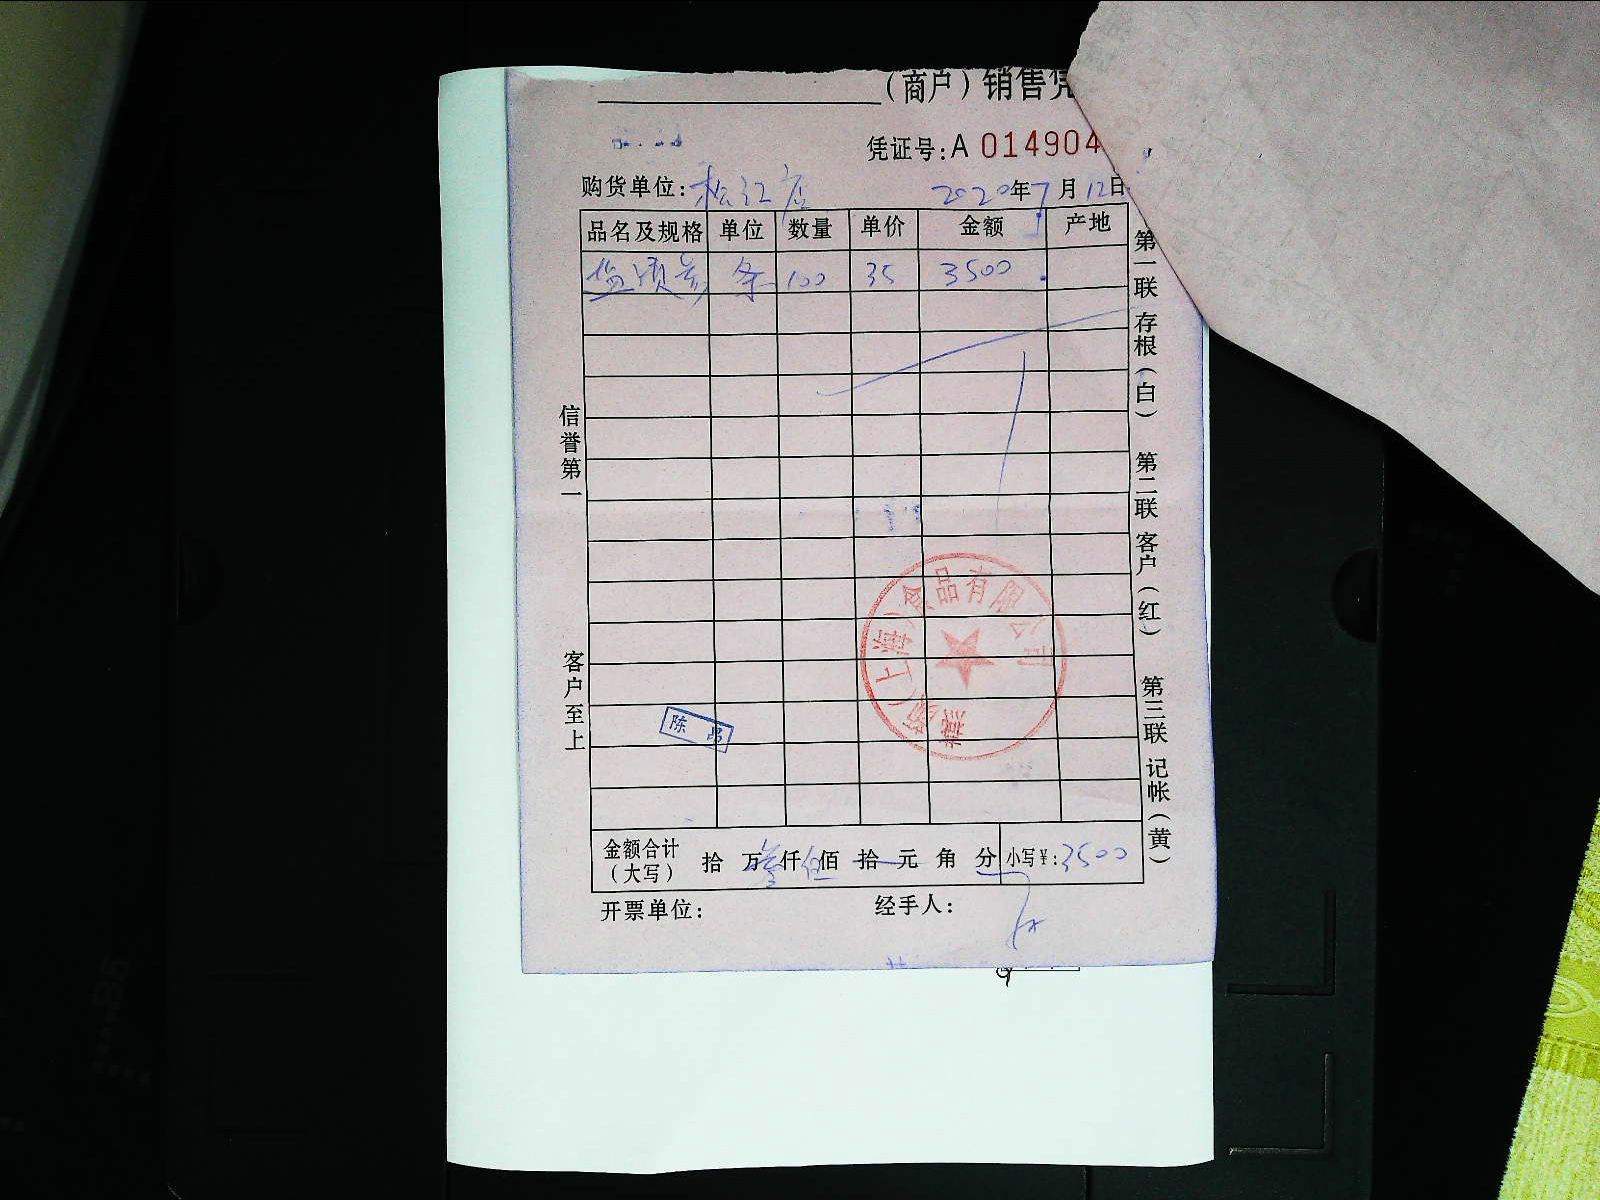 （商户）销售凭
凭证号：A 014904
购货单位：松江店 2020年7月12日
品名及规格 单位 数量 单价 金额 产地
条 100 35 3500
信誉第一
客户至上
第一联 存根（白） 第二联 客户（红） 第三联 记帐（黄）
（上海）食品有限公司
陈
金额合计（大写） 拾 万叁仟伍佰 拾 元 角 分 小写￥：3500
开票单位： 经手人：